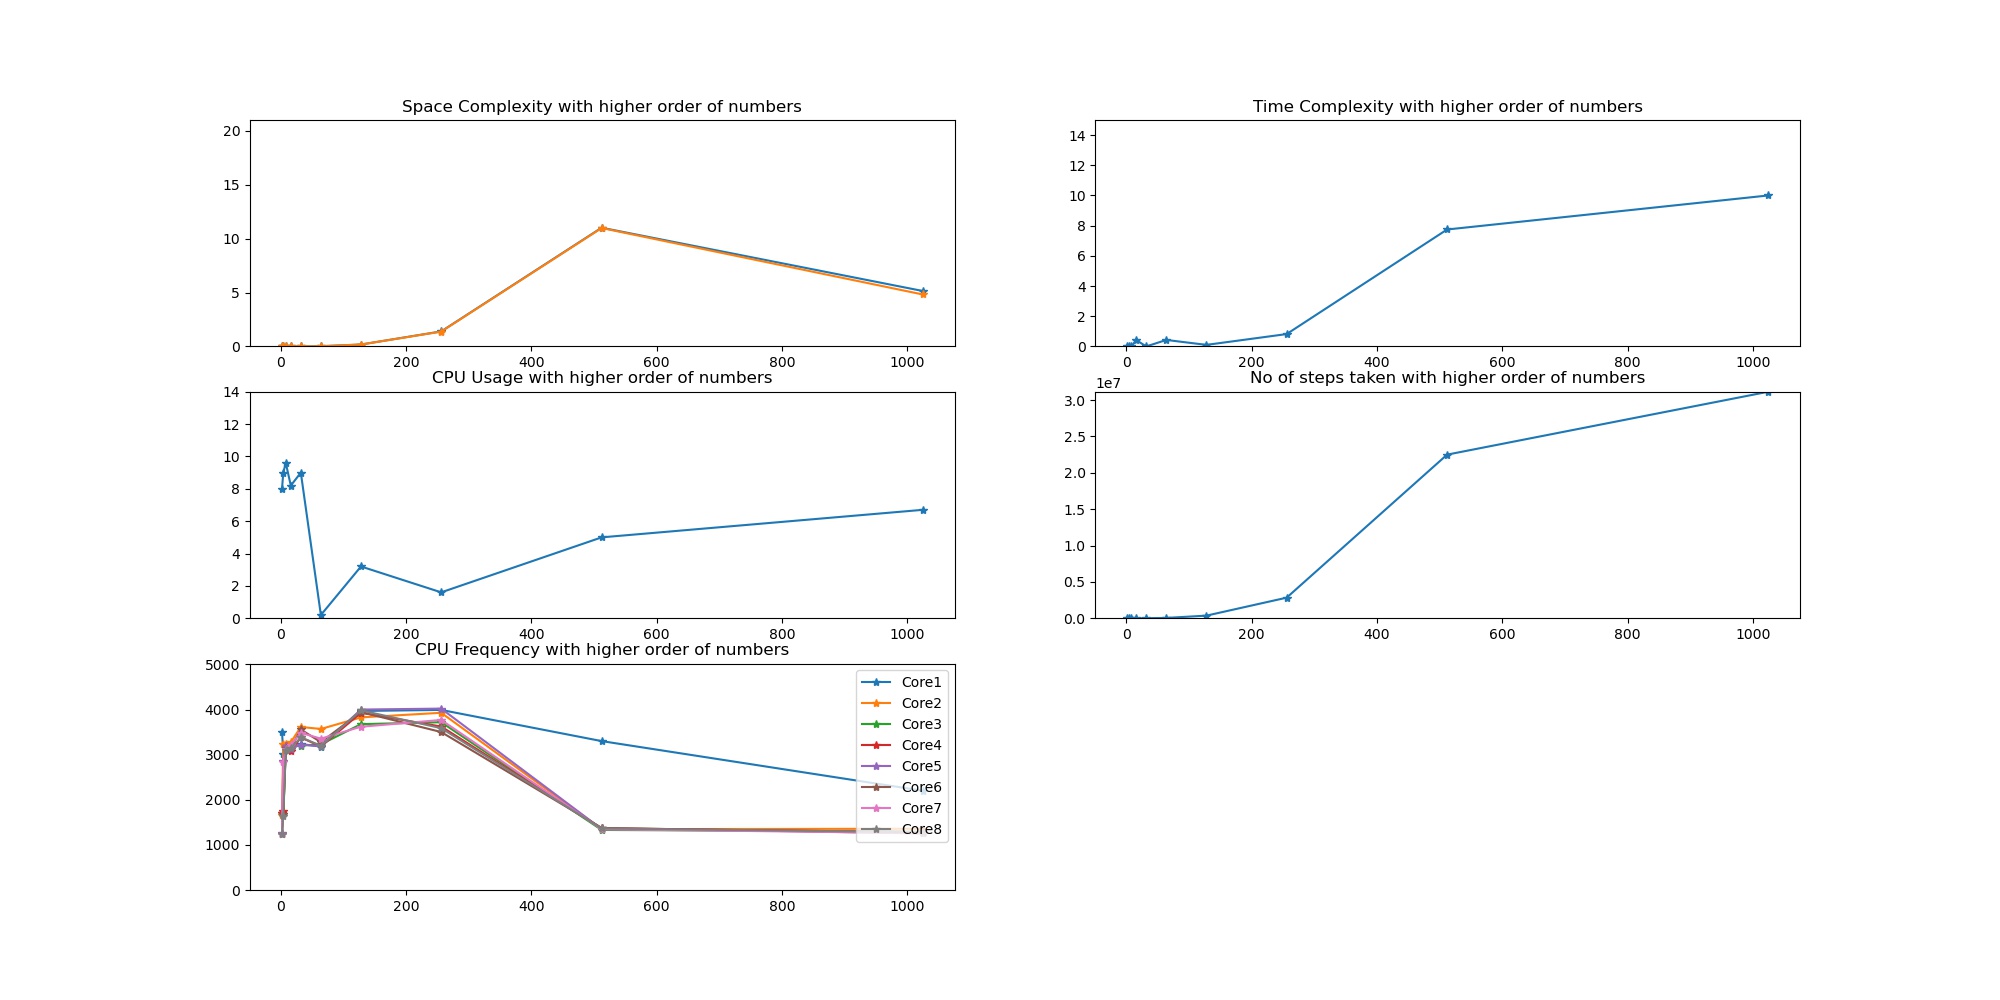 Space Complexity with higher order of numbers
20
15
10
5
0
0 200 400 600 800 1000
Time Complexity with higher order of numbers
14
12
10
8
6
4
2
0
0 200 400 600 800 1000
CPU Usage with higher order of numbers
14
12
10
8
6
4
2
0
0 200 400 600 800 1000
No of steps taken with higher order of numbers
1e7
3.0
2.5
2.0
1.5
1.0
0.5
0.0
0 200 400 600 800 1000
CPU Frequency with higher order of numbers
5000
4000
3000
2000
1000
0
0 200 400 600 800 1000
Core1
Core2
Core3
Core4
Core5
Core6
Core7
Core8